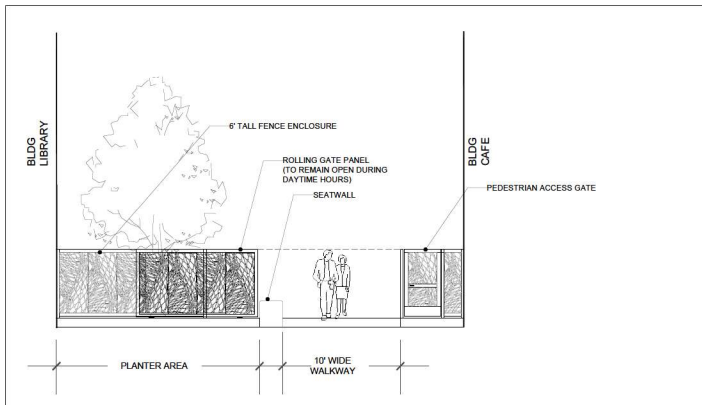 BLDG
LIBRARY
6' TALL FENCE ENCLOSURE
ROLLING GATE PANEL
(TO REMAIN OPEN DURING
DAYTIME HOURS)
SEATWALL
BLDG
CAFE
PEDESTRIAN ACCESS GATE
PLANTER AREA
10' WIDE
WALKWAY